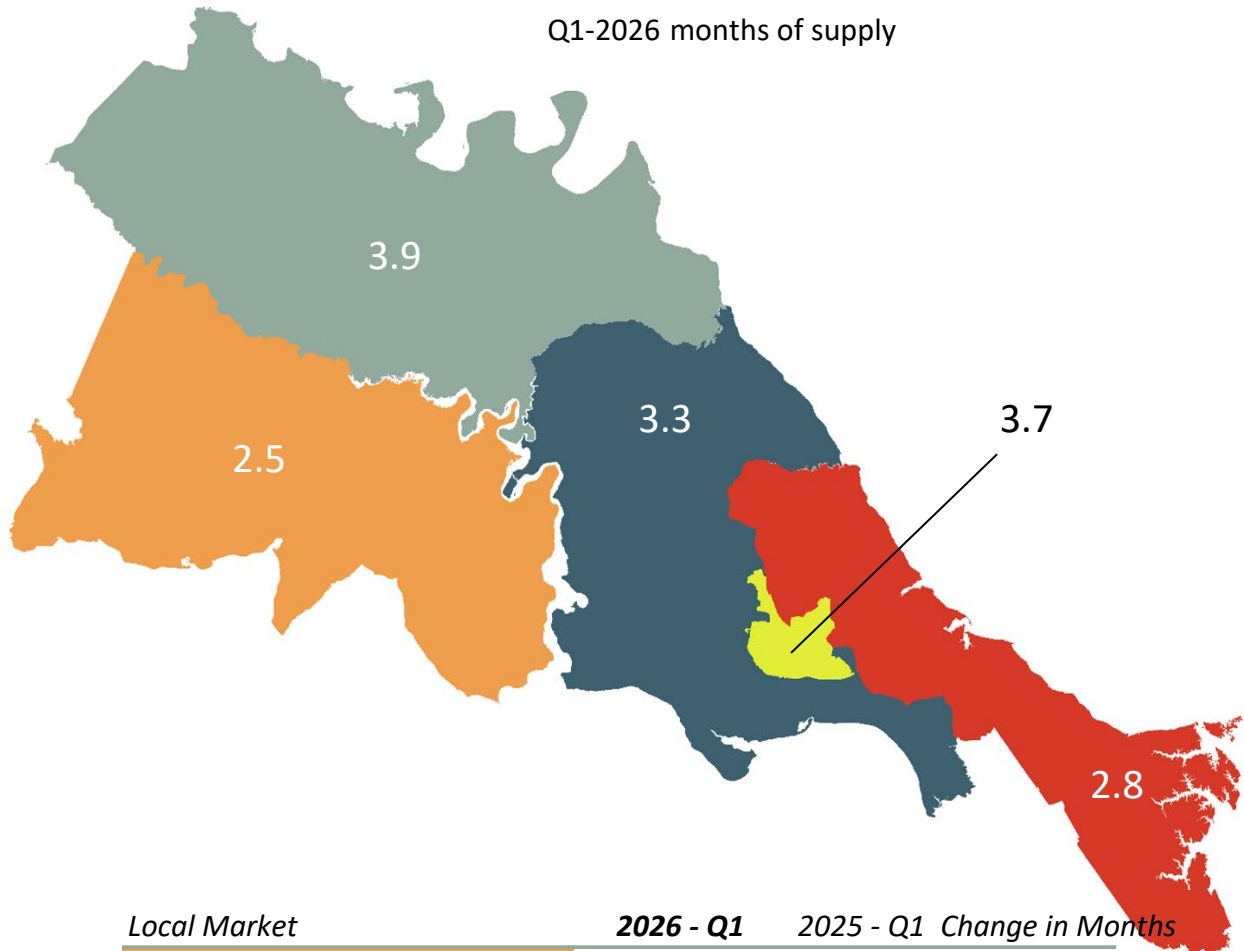 Q1-2026 months of supply
3.9
3.3
3.7
2.5
2.8
Local Market 2026 - Q1 2025 - Q1 Change in Months